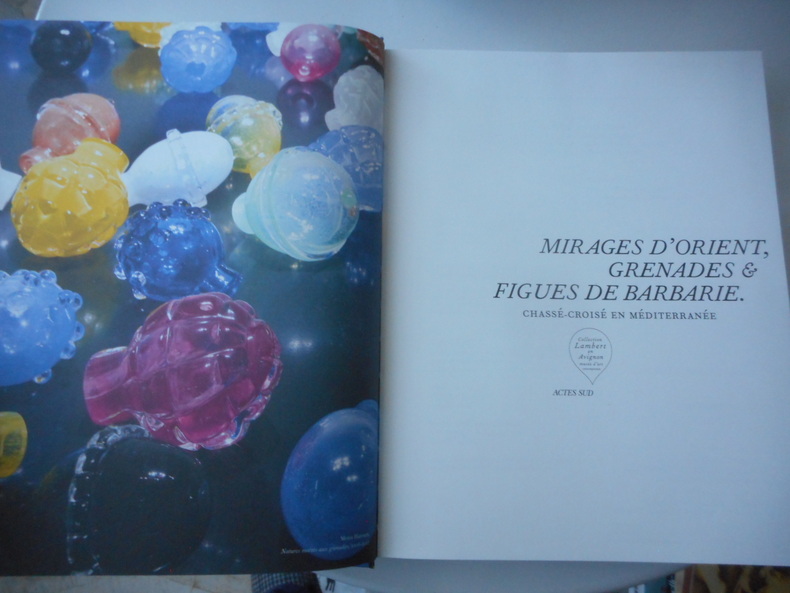 MIRAGES D'ORIENT,
GRENADES &
FIGUES DE BARBARIE.
CHASSÉ-CROISÉ EN MÉDITERRANÉE
Collection
Lambert
en
Avignon
ACTES SUD